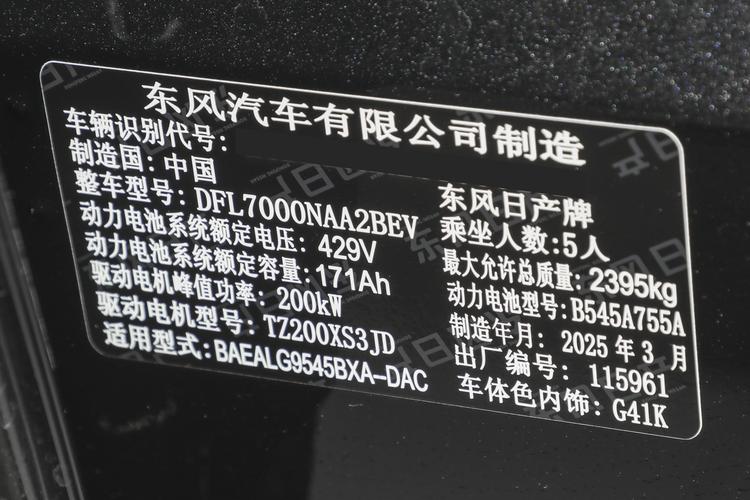 东风汽车有限公司制造
车辆识别代号:
制造国: 中国
整车型号: DFL7000NAA2BEV
动力电池系统额定电压: 429V
动力电池系统额定容量: 171Ah
驱动电机峰值功率: 200kW
驱动电机型号: TZ200XS3JD
适用型式: BAEALG9545BXA-DAC
东风日产牌
乘坐人数: 5人
最大允许总质量: 2395kg
动力电池型号: B545A755A
制造年月: 2025年3月
出厂编号: 115961
车体色内饰: G41K